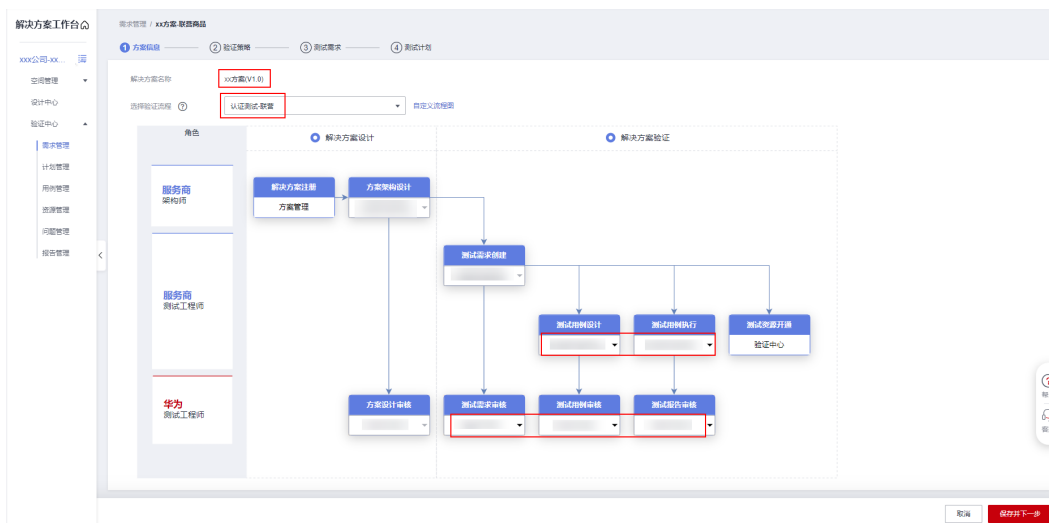 解决方案工作台
需求管理 / xx方案-联营商品
xxx公司-xx...
1 方案信息
2 验证策略
3 测试需求
4 测试计划
空间管理
设计中心
验证中心
需求管理
计划管理
用例管理
资源管理
问题管理
报告管理
解决方案名称
xx方案(V1.0)
选择验证流程 ?
认证测试-联营
自定义流程图
角色
解决方案设计
解决方案验证
服务商
架构师
解决方案注册
方案管理
方案架构设计
测试需求创建
服务商
测试工程师
测试用例设计
测试用例执行
测试资源开通
验证中心
华为
测试工程师
方案设计审核
测试需求审核
测试用例审核
测试报告审核
取消
保存并下一步